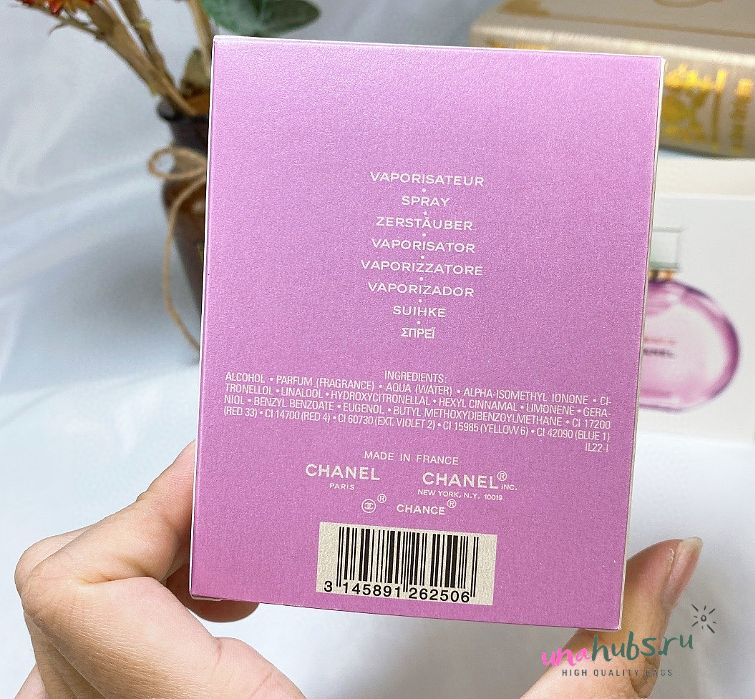 VAPORISATEUR
•
SPRAY
•
ZERSTÄUBER
•
VAPORISATOR
•
VAPORIZZATORE
•
VAPORIZADOR
•
SUIHKE
•
ΣΠΡΕΪ
INGREDIENTS:
ALCOHOL • PARFUM (FRAGRANCE) • AQUA (WATER) • ALPHA-ISOMETHYL IONONE • CI-
TRONELLOL • LINALOOL • HYDROXYCITRONELLAL • HEXYL CINNAMAL • LIMONENE • GERA-
NIOL • BENZYL BENZOATE • EUGENOL • BUTYL METHOXYDIBENZOYLMETHANE • CI 17200
(RED 33) • CI 14700 (RED 4) • CI 60730 (EXT. VIOLET 2) • CI 15985 (YELLOW 6) • CI 42090 (BLUE 1)
IL22-I
MADE IN FRANCE
CHANEL CHANEL® INC.
PARIS NEW YORK, N.Y. 10019
® CHANCE®
3 145891 262506
unahubs.ru
HIGH QUALITY BAGS